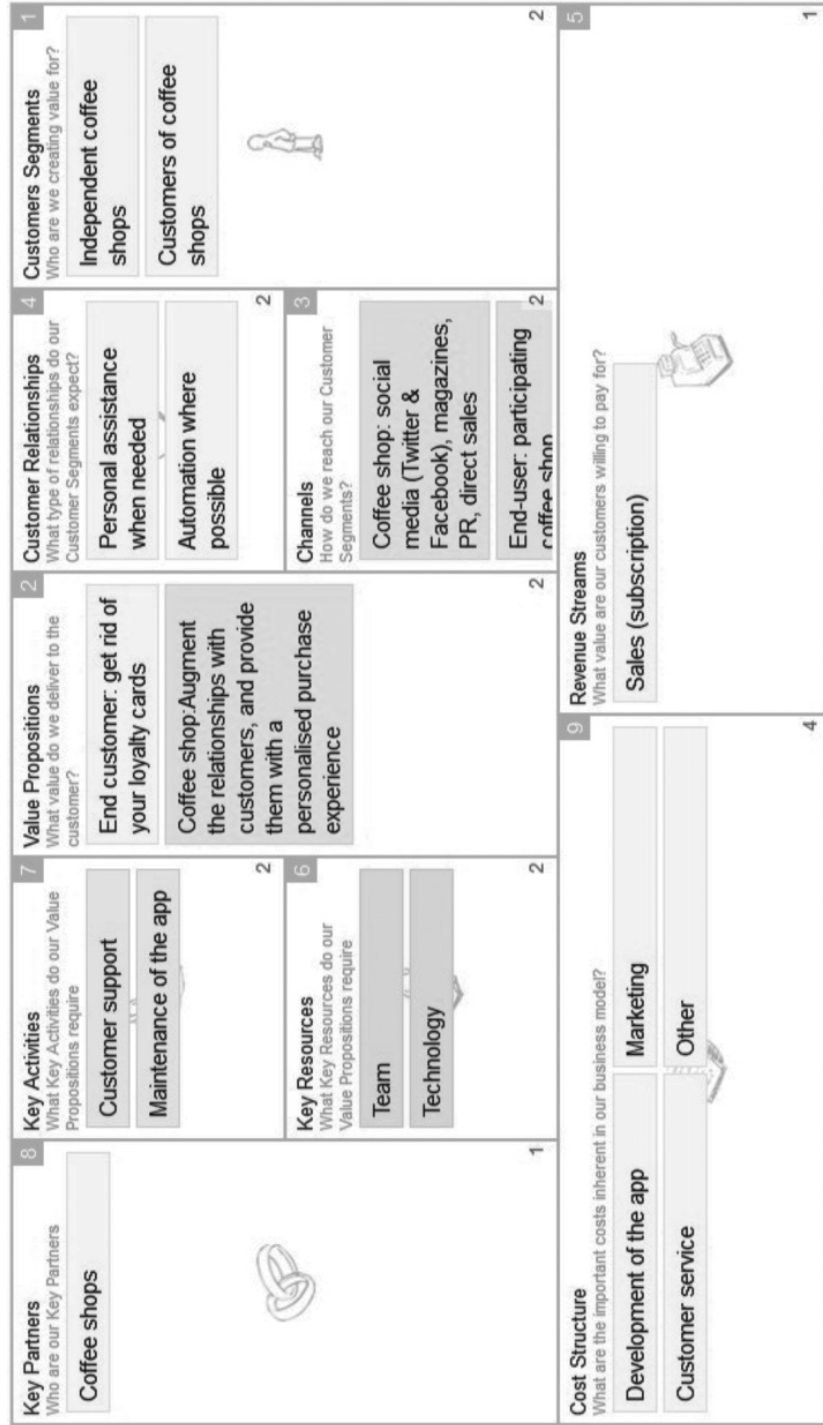 Key Partners
8
Who are our Key Partners
Coffee shops
1
Key Activities
7
What Key Activities do our Value
Propositions require
Customer support
Maintenance of the app
2
Key Resources
6
What Key Resources do our
Value Propositions require
Team
Technology
2
Value Propositions
2
What value do we deliver to the
customer?
End customer: get rid of
your loyalty cards
Coffee shop:Augment
the relationships with
customers, and provide
them with a
personalised purchase
experience
2
Customer Relationships
4
What type of relationships do our
Customer Segments expect?
Personal assistance
when needed
Automation where
possible
2
Channels
3
How do we reach our Customer
Segments?
Coffee shop: social
media (Twitter &
Facebook), magazines,
PR, direct sales
End-user: participating
coffee shop
2
Customers Segments
1
Who are we creating value for?
Independent coffee
shops
Customers of coffee
shops
2
Cost Structure
9
What are the important costs inherent in our business model?
Development of the app
Marketing
Customer service
Other
4
Revenue Streams
5
What value are our customers willing to pay for?
Sales (subscription)
1